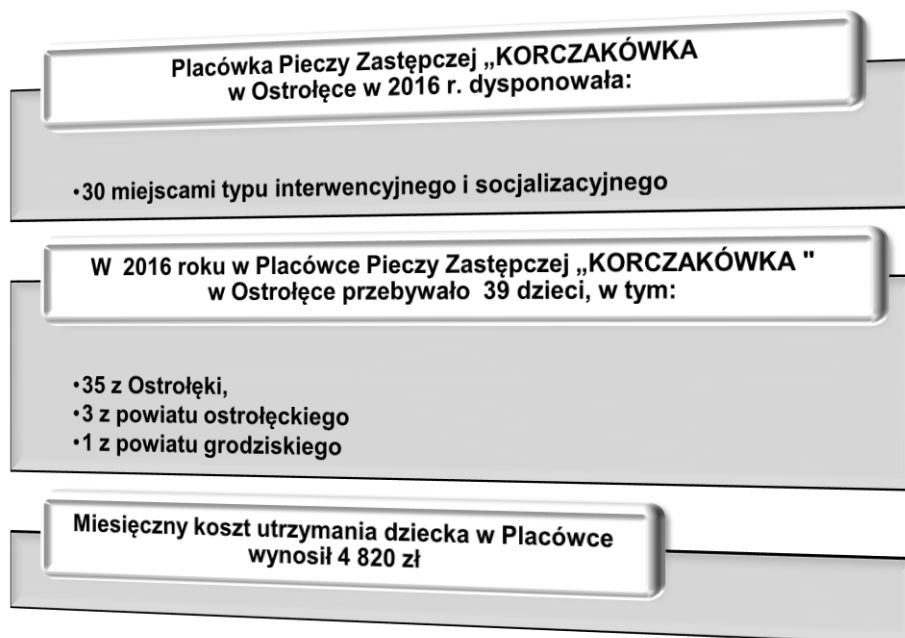 Placówka Pieczy Zastępczej „KORCZAKÓWKA
w Ostrołęce w 2016 r. dysponowała:
•30 miejscami typu interwencyjnego i socjalizacyjnego
W 2016 roku w Placówce Pieczy Zastępczej „KORCZAKÓWKA "
w Ostrołęce przebywało 39 dzieci, w tym:
•35 z Ostrołęki,
•3 z powiatu ostrołęckiego
•1 z powiatu grodziskiego
Miesięczny koszt utrzymania dziecka w Placówce
wynosił 4 820 zł